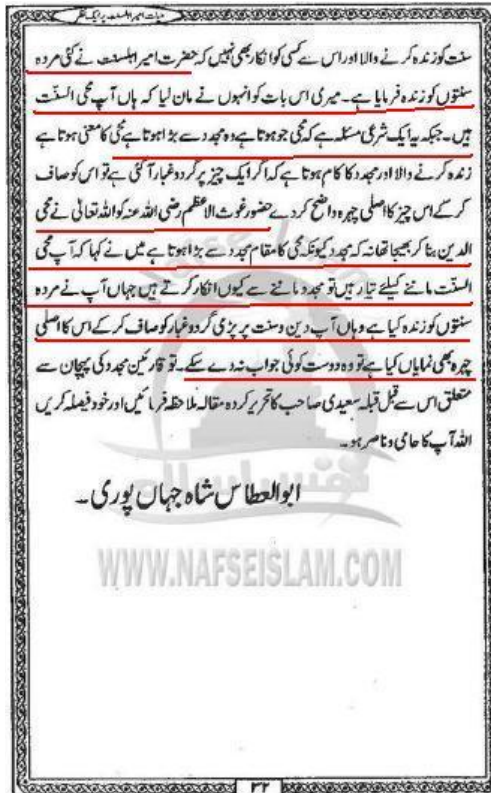 حیات امیر اہلسنت پر ایک نظر
سنت کو زندہ کرنے والا اور اس سے کسی کو انکار بھی نہیں کہ حضرت امیر اہلسنت نے کئی مردہ
سنتوں کو زندہ فرمایا ہے۔ میری اس بات کو انہوں نے مان لیا کہ ہاں آپ محی السنت
ہیں۔ جبکہ یہ ایک شرعی مسئلہ ہے کہ محی جو ہوتا ہے وہ مجدد سے بڑا ہوتا ہے محی کا معنی ہوتا ہے
زندہ کرنے والا اور مجدد کا کام ہوتا ہے کہ اگر ایک چیز پر گرد و غبار آ گئی ہے تو اس کو صاف
کر کے اس چیز کا اصلی چہرہ واضح کر دے حضور غوث الاعظم رضی اللہ عنہ کو اللہ تعالٰی نے محی
الدین بنا کر بھیجا تھا نہ کہ مجدد کیونکہ محی کا مقام مجدد سے بڑا ہوتا ہے میں نے کہا کہ آپ محی
السنت ماننے کیلئے تیار ہیں تو مجدد ماننے سے کیوں انکار کرتے ہیں جہاں آپ نے مردہ
سنتوں کو زندہ کیا ہے وہاں آپ دین و سنت پر پڑی گرد و غبار کو صاف کر کے اس کا اصلی
چہرہ بھی نمایاں کیا ہے تو وہ دوست کوئی جواب نہ دے سکے۔ تو قارئین مجدد کی پہچان سے
متعلق اس سے قبل قبلہ سعیدی صاحب کا تحریر کردہ مقالہ ملاحظہ فرمائیں اور خود فیصلہ کریں
اللہ آپ کا حامی و ناصر ہو۔
ابوالعطاس شاہ جہاں پوری۔
نفس اسلام
WWW.NAFSEISLAM.COM
۳۲